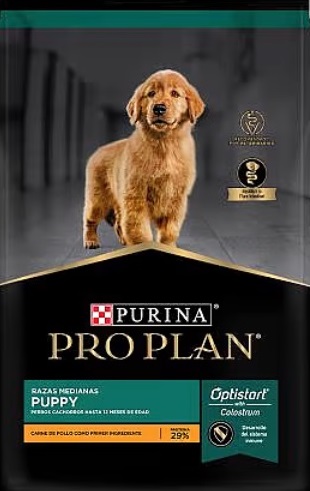 PURINA®
PRO PLAN®
RAZAS MEDIANAS
PUPPY
PERROS CACHORROS HASTA 12 MESES DE EDAD
CARNE DE POLLO COMO PRIMER INGREDIENTE
PROTEÍNA
29%
Optistart®
with
Colostrum
Desarrollo
del sistema
inmune